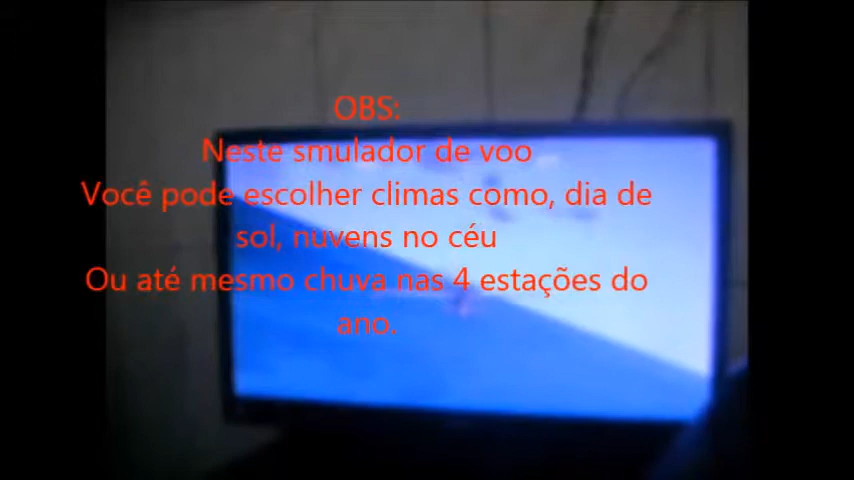 OBS:
Neste smulador de voo
Você pode escolher climas como, dia de
sol, nuvens no céu
Ou até mesmo chuva nas 4 estações do
ano.